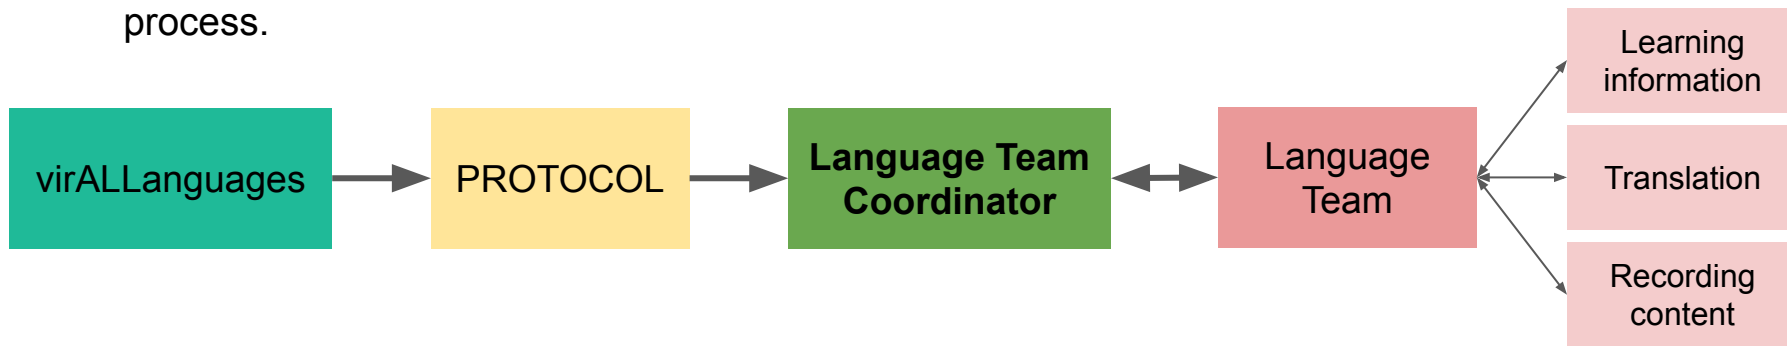 process.
virALLanguages
PROTOCOL
Language Team
Coordinator
Language
Team
Learning
information
Translation
Recording
content